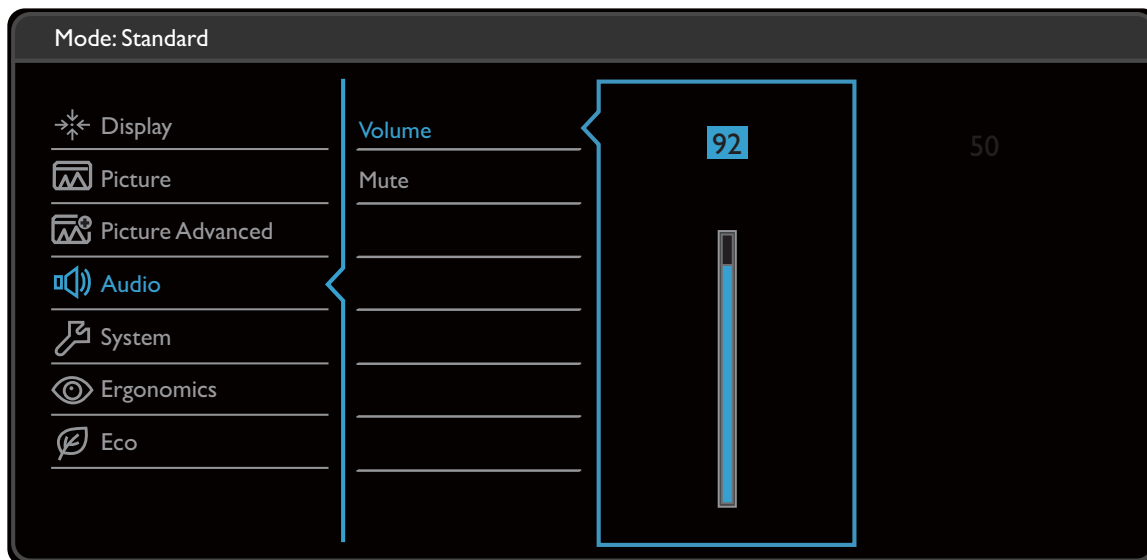 Mode: Standard
Display
Picture
Picture Advanced
Audio
System
Ergonomics
Eco
Volume
Mute
92
50